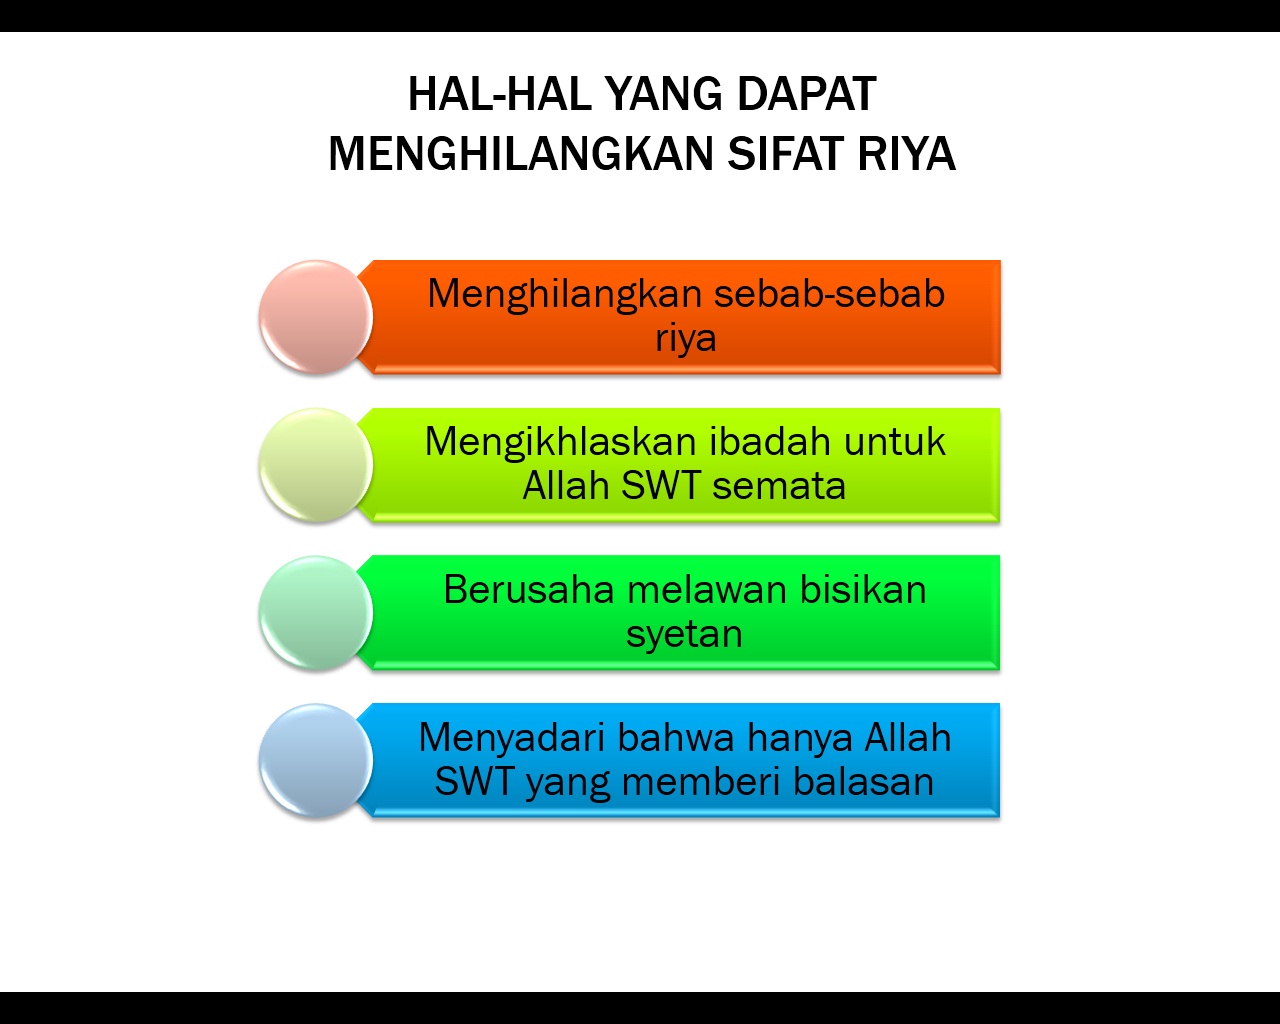 HAL-HAL YANG DAPAT
MENGHILANGKAN SIFAT RIYA
Menghilangkan sebab-sebab
riya
Mengikhlaskan ibadah untuk
Allah SWT semata
Berusaha melawan bisikan
syetan
Menyadari bahwa hanya Allah
SWT yang memberi balasan